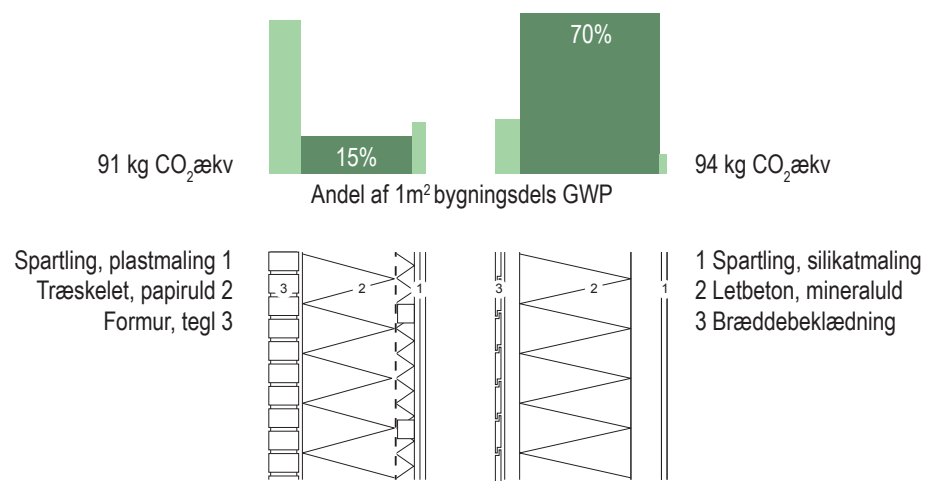 70%
15%
91 kg CO₂ækv
94 kg CO₂ækv
Andel af 1m² bygningsdels GWP
Spartling, plastmaling 1
Træskelet, papiruld 2
Formur, tegl 3
3 2 1
3 2 1
1 Spartling, silikatmaling
2 Letbeton, mineraluld
3 Bræddebeklædning